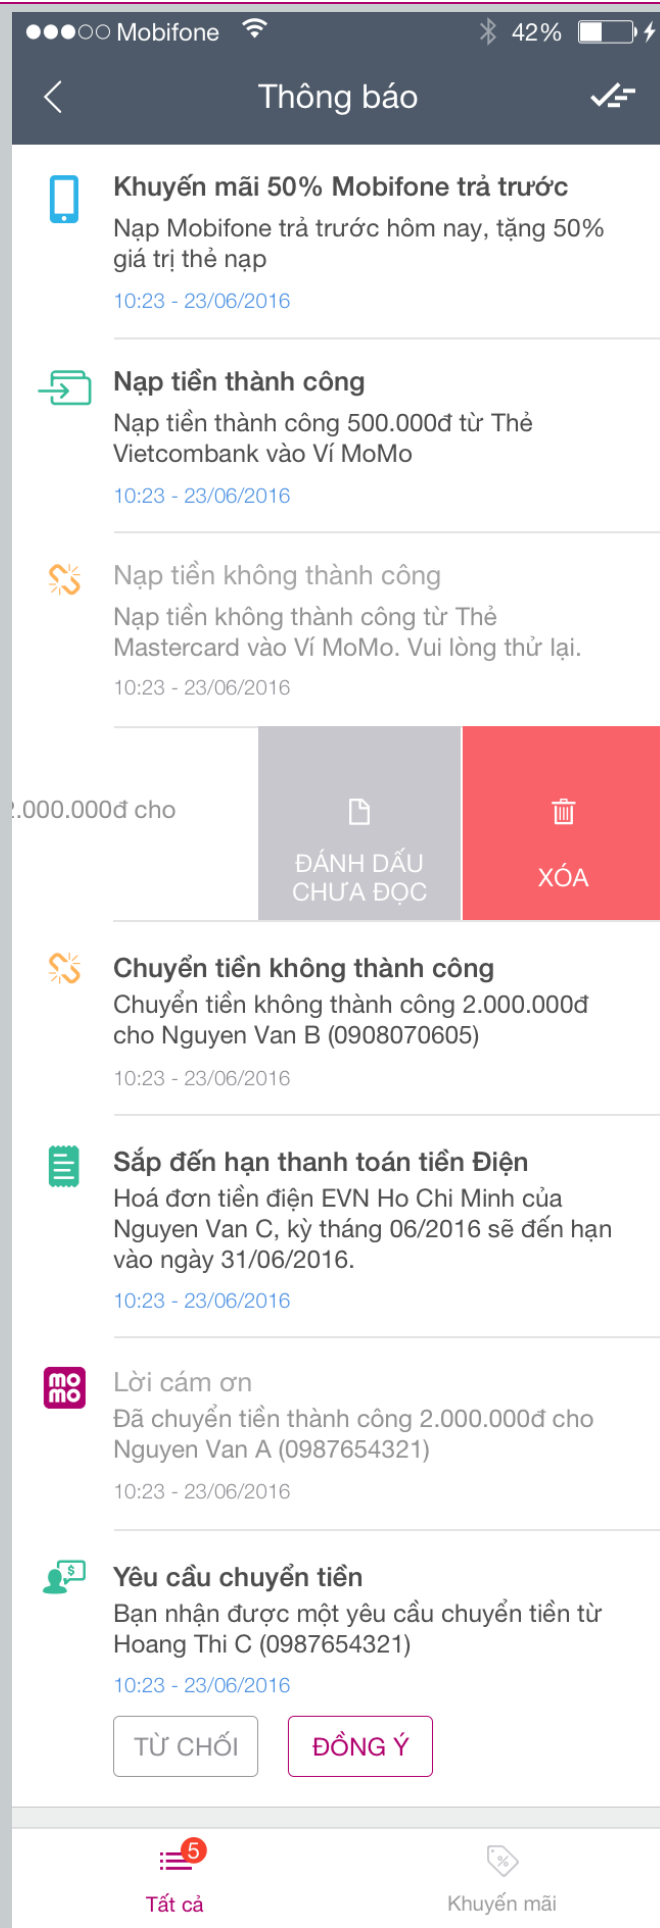 Mobifone
42%
Thông báo
Khuyến mãi 50% Mobifone trả trước
Nạp Mobifone trả trước hôm nay, tặng 50%
giá trị thẻ nạp
10:23 - 23/06/2016
Nạp tiền thành công
Nạp tiền thành công 500.000đ từ Thẻ
Vietcombank vào Ví MoMo
10:23 - 23/06/2016
Nạp tiền không thành công
Nạp tiền không thành công từ Thẻ
Mastercard vào Ví MoMo. Vui lòng thử lại.
10:23 - 23/06/2016
.000.000đ cho
ĐÁNH DẤU
CHƯA ĐỌC
XÓA
Chuyển tiền không thành công
Chuyển tiền không thành công 2.000.000đ
cho Nguyen Van B (0908070605)
10:23 - 23/06/2016
Sắp đến hạn thanh toán tiền Điện
Hoá đơn tiền điện EVN Ho Chi Minh của
Nguyen Van C, kỳ tháng 06/2016 sẽ đến hạn
vào ngày 31/06/2016.
10:23 - 23/06/2016
mo
mo
Lời cám ơn
Đã chuyển tiền thành công 2.000.000đ cho
Nguyen Van A (0987654321)
10:23 - 23/06/2016
$
Yêu cầu chuyển tiền
Bạn nhận được một yêu cầu chuyển tiền từ
Hoang Thi C (0987654321)
10:23 - 23/06/2016
TỪ CHỐI
ĐỒNG Ý
5
%
Tất cả
Khuyến mãi